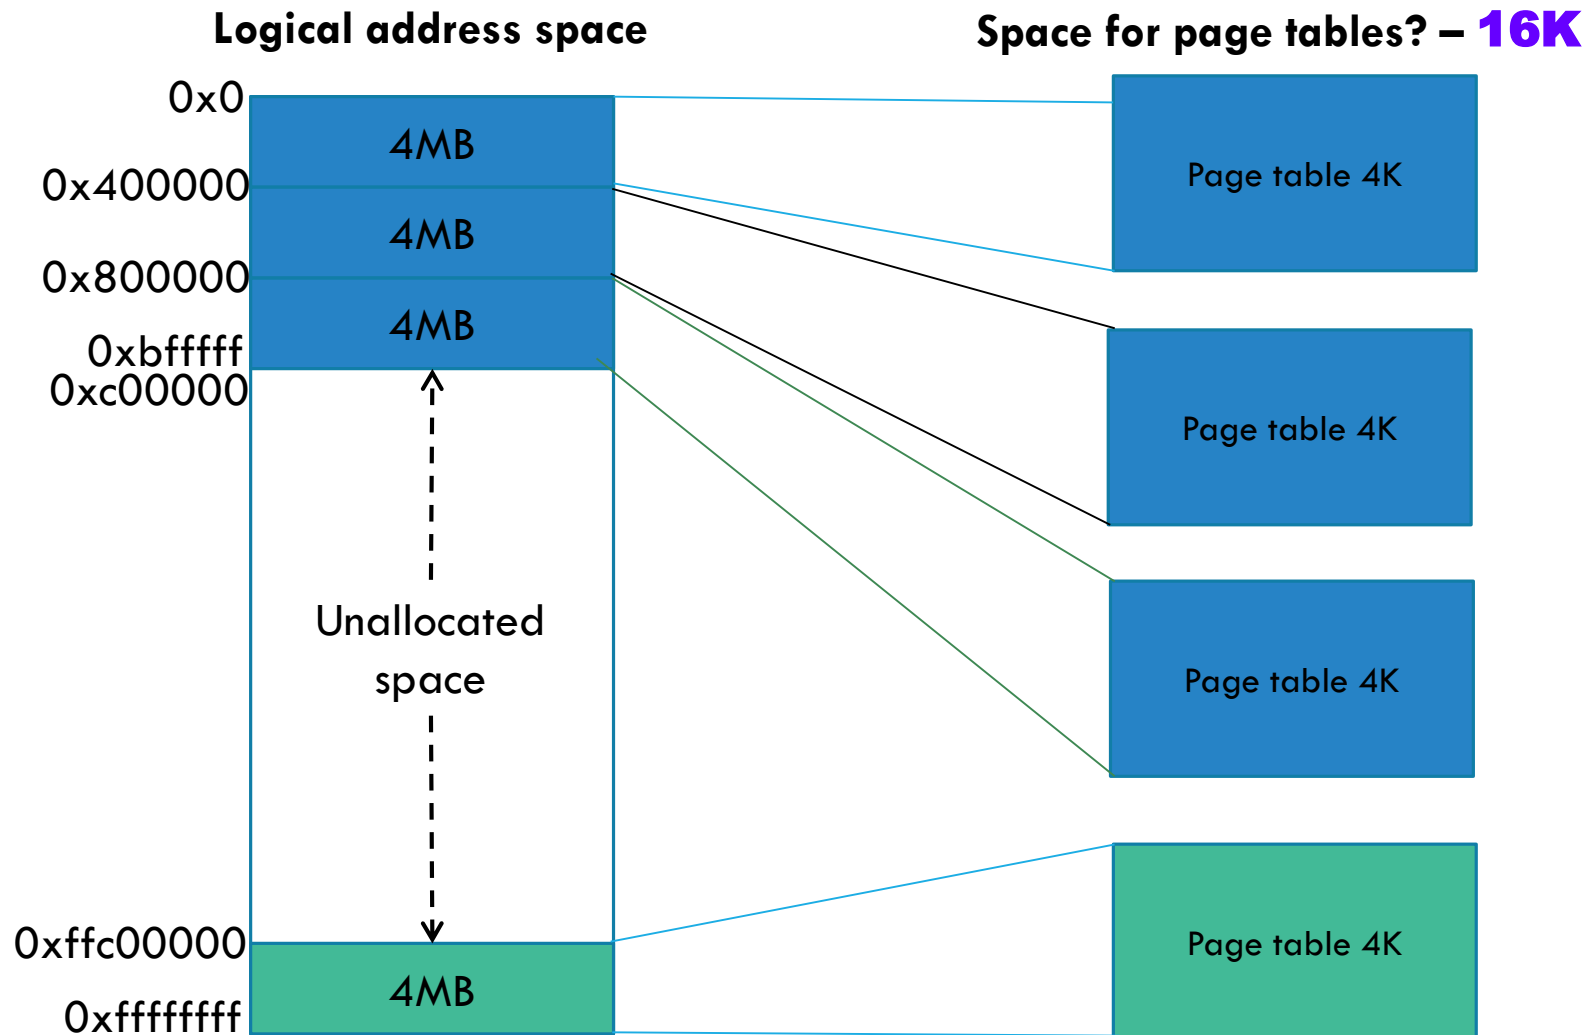 Logical address space
Space for page tables? – 16K
0x0
4MB
0x400000
4MB
0x800000
4MB
0xbfffff
0xc00000
Unallocated
space
0xffc00000
4MB
0xffffffff
Page table 4K
Page table 4K
Page table 4K
Page table 4K